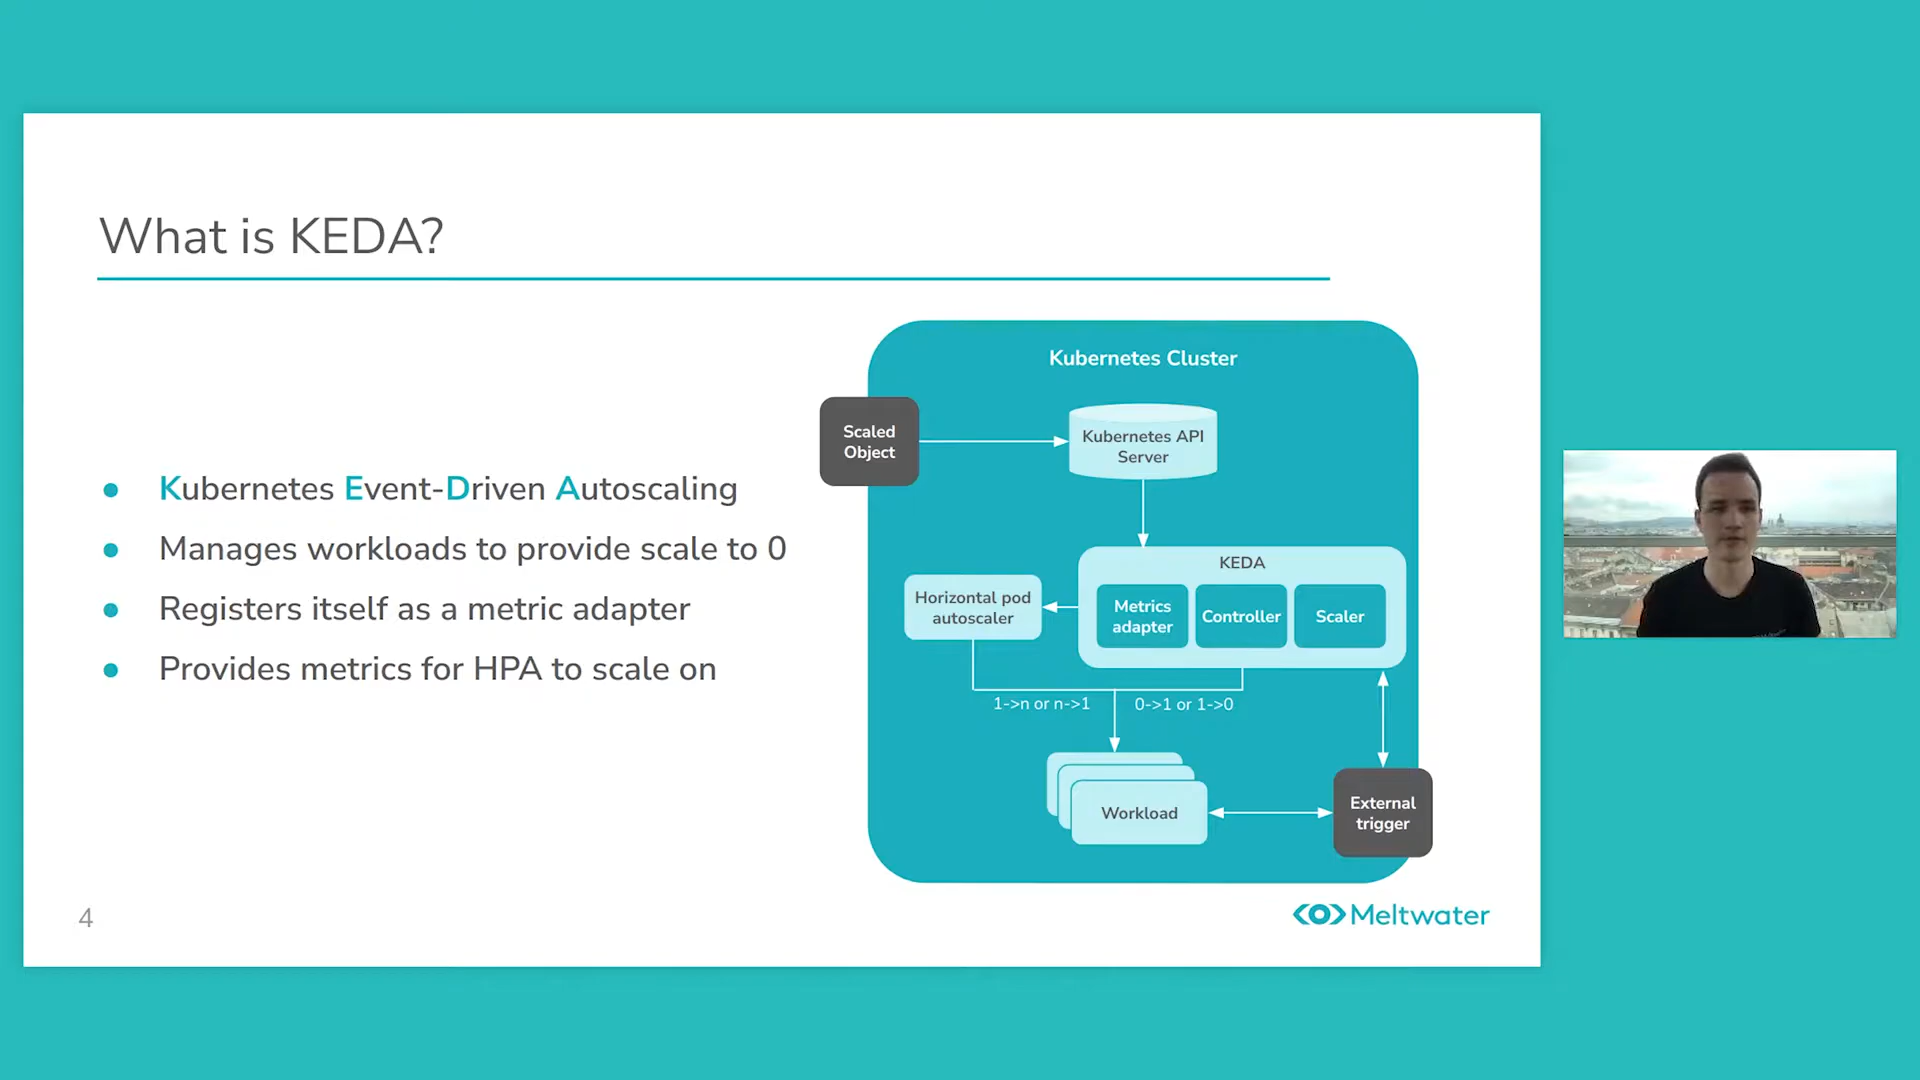 What is KEDA?
Kubernetes Event-Driven Autoscaling
Manages workloads to provide scale to 0
Registers itself as a metric adapter
Provides metrics for HPA to scale on
Kubernetes Cluster
Scaled
Object
Kubernetes API
Server
KEDA
Horizontal pod
autoscaler
Metrics
adapter
Controller
Scaler
1->n or n->1
0->1 or 1->0
Workload
External
trigger
4
Meltwater